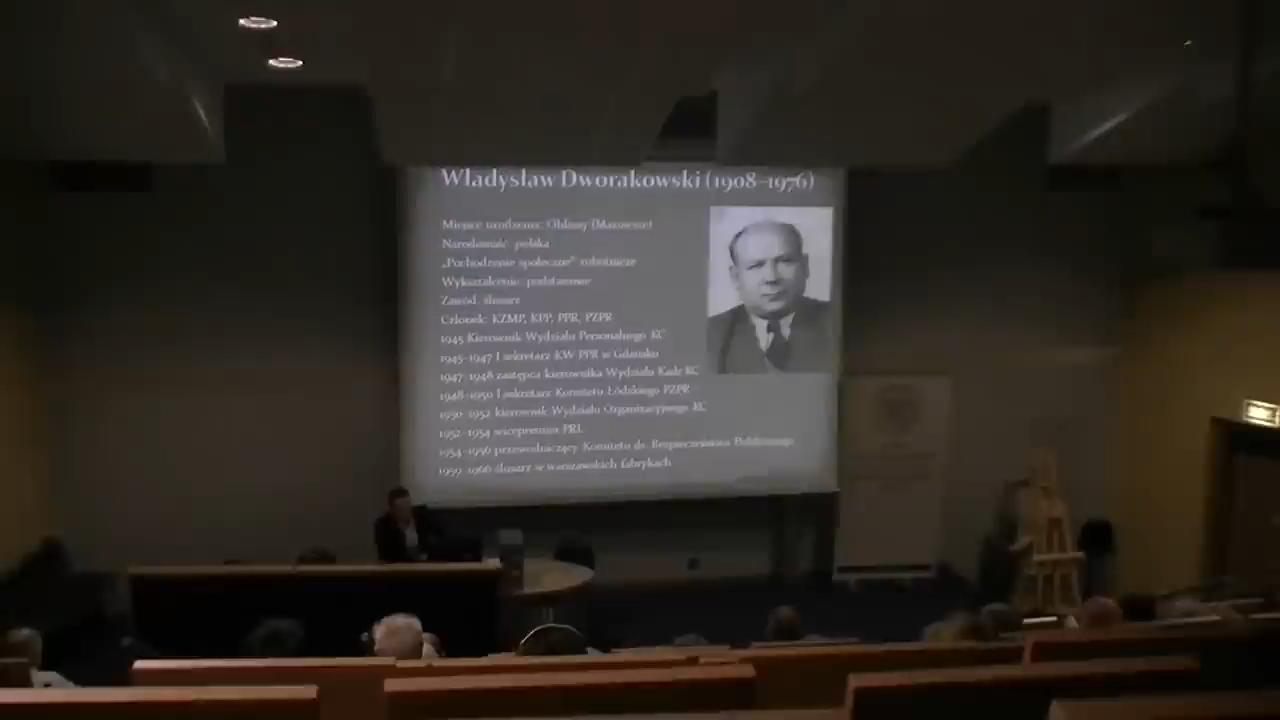 Władysław Dworakowski (1908–1976)
Miejsce urodzenia: (Mazowsze)
Narodowość: polska
„Pochodzenie społeczne” robotnicze
Wykształcenie: podstawowe
Zawód: ślusarz
Członek: KZMP, KPP, PPR, PZPR
1945 Kierownik Wydziału Personalnego KC
1945-1947 I sekretarz KW PPR w Gdańsku
1947-1948 zastępca kierownika Wydziału Kadr KC
1948-1950 I sekretarz Komitetu Łódzkiego PZPR
1950-1952 kierownik Wydziału Organizacyjnego KC
1952-1954 wicepremier PRL
1954-1956 przewodniczący Komitetu ds. Bezpieczeństwa Publicznego
1959-1966 ślusarz w warszawskich fabrykach